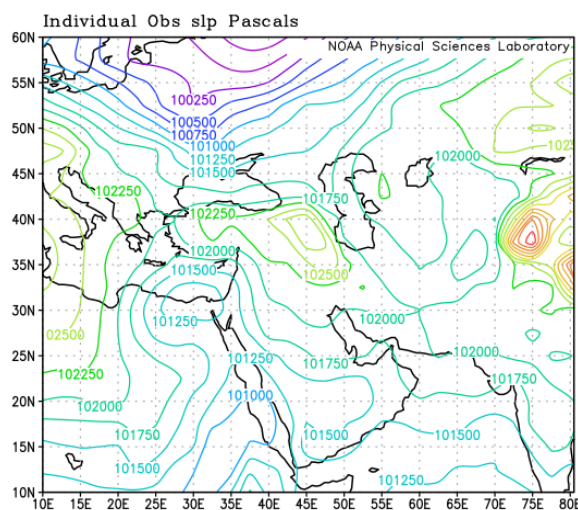 Individual Obs slp Pascals
60N
NOAA Physical Sciences Laboratory
100250
55N
100500
50N
100750
101000
101250
102000
1025
45N
101500
101750
102250
40N
102250
102000
35N
101500
102500
30N
101250
102000
02500
25N
101250
101750
102000
102250
101750
20N
102000
101000
101750
15N
101500
101500
101500
101250
10N
10E 15E 20E 25E 30E 35E 40E 45E 50E 55E 60E 65E 70E 75E 80E